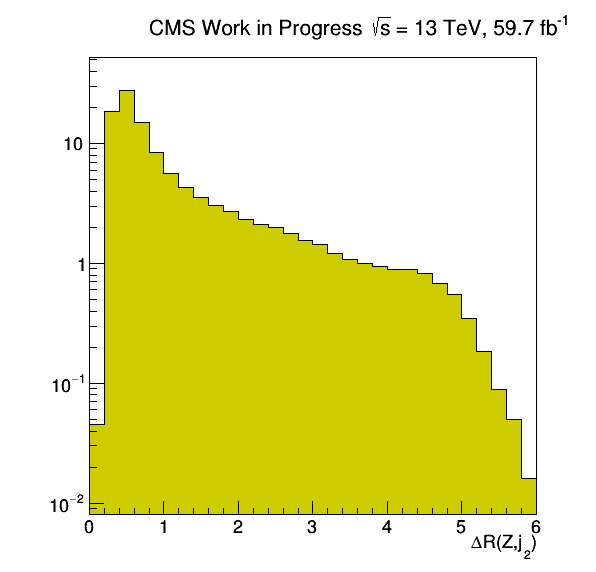 CMS Work in Progress √s = 13 TeV, 59.7 fb⁻¹
10
1
10⁻¹
10⁻²
0 1 2 3 4 5 6
ΔR(Z,j₂)